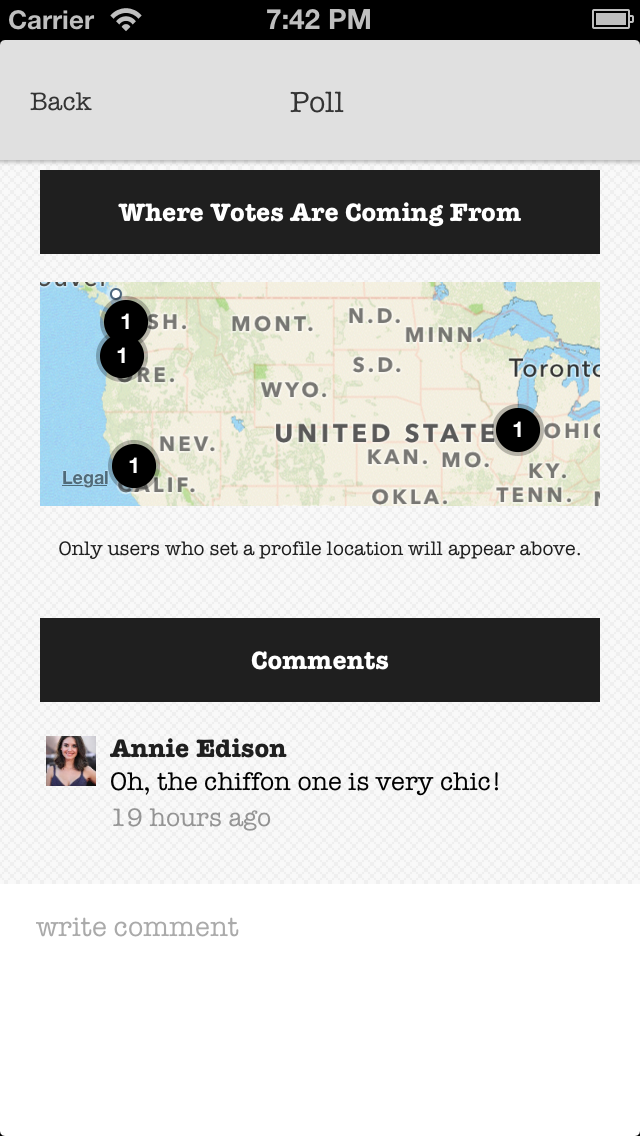 Carrier 7:42 PM
Back Poll
Where Votes Are Coming From
1 SH. MONT. N.D. MINN.
1 RE. WYO. S.D. Toronto
NEV. UNITED STATE 1 OHIO
1 KAN. MO. KY.
Legal CALIF. OKLA. TENN.
Only users who set a profile location will appear above.
Comments
Annie Edison
Oh, the chiffon one is very chic!
19 hours ago
write comment